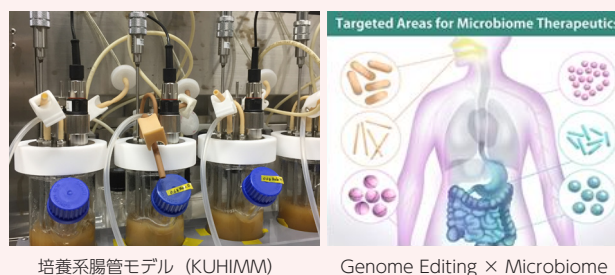 Targeted Areas for Microbiome Therapeutics
培養系腸管モデル（KUHIMM）
Genome Editing × Microbiome